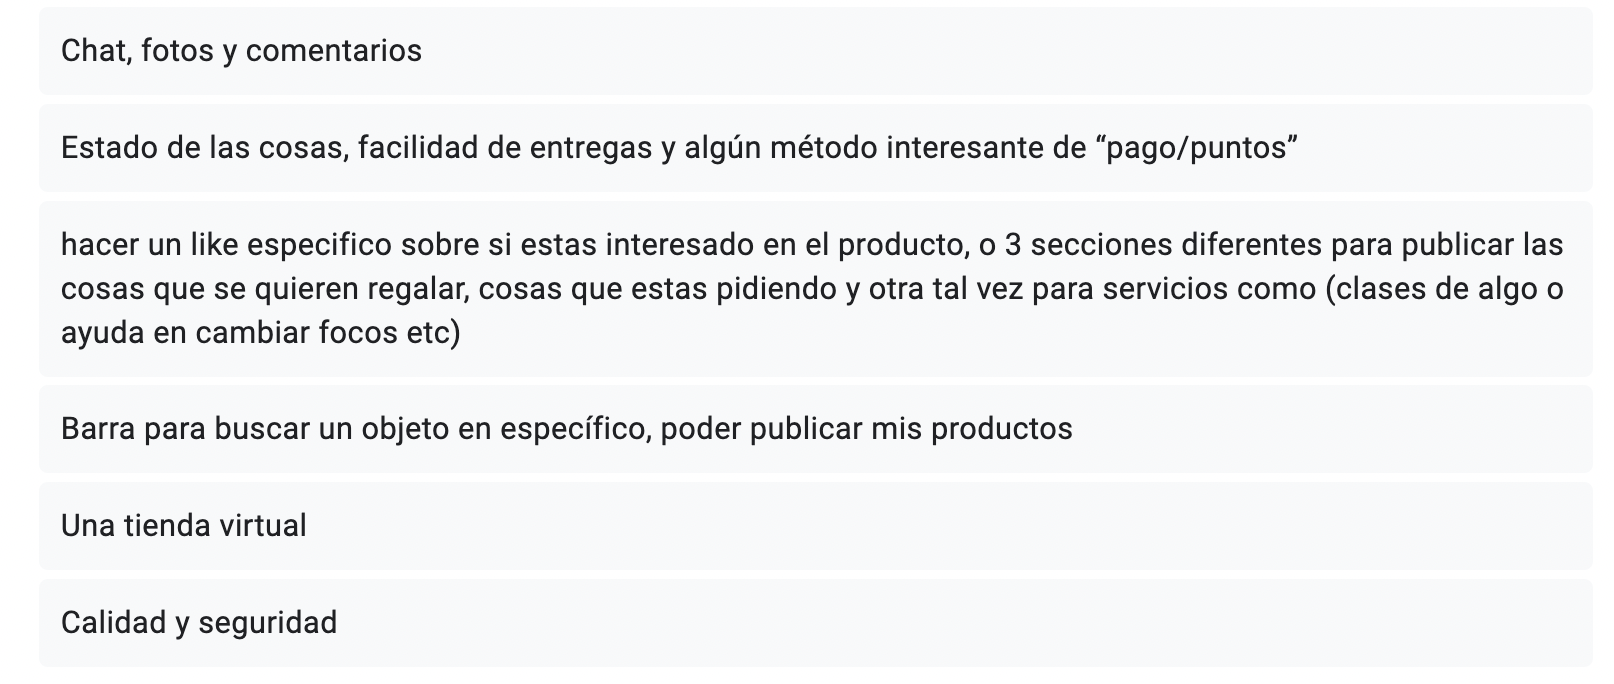 Chat, fotos y comentarios
Estado de las cosas, facilidad de entregas y algún método interesante de “pago/puntos”
hacer un like especifico sobre si estas interesado en el producto, o 3 secciones diferentes para publicar las
cosas que se quieren regalar, cosas que estas pidiendo y otra tal vez para servicios como (clases de algo o
ayuda en cambiar focos etc)
Barra para buscar un objeto en específico, poder publicar mis productos
Una tienda virtual
Calidad y seguridad